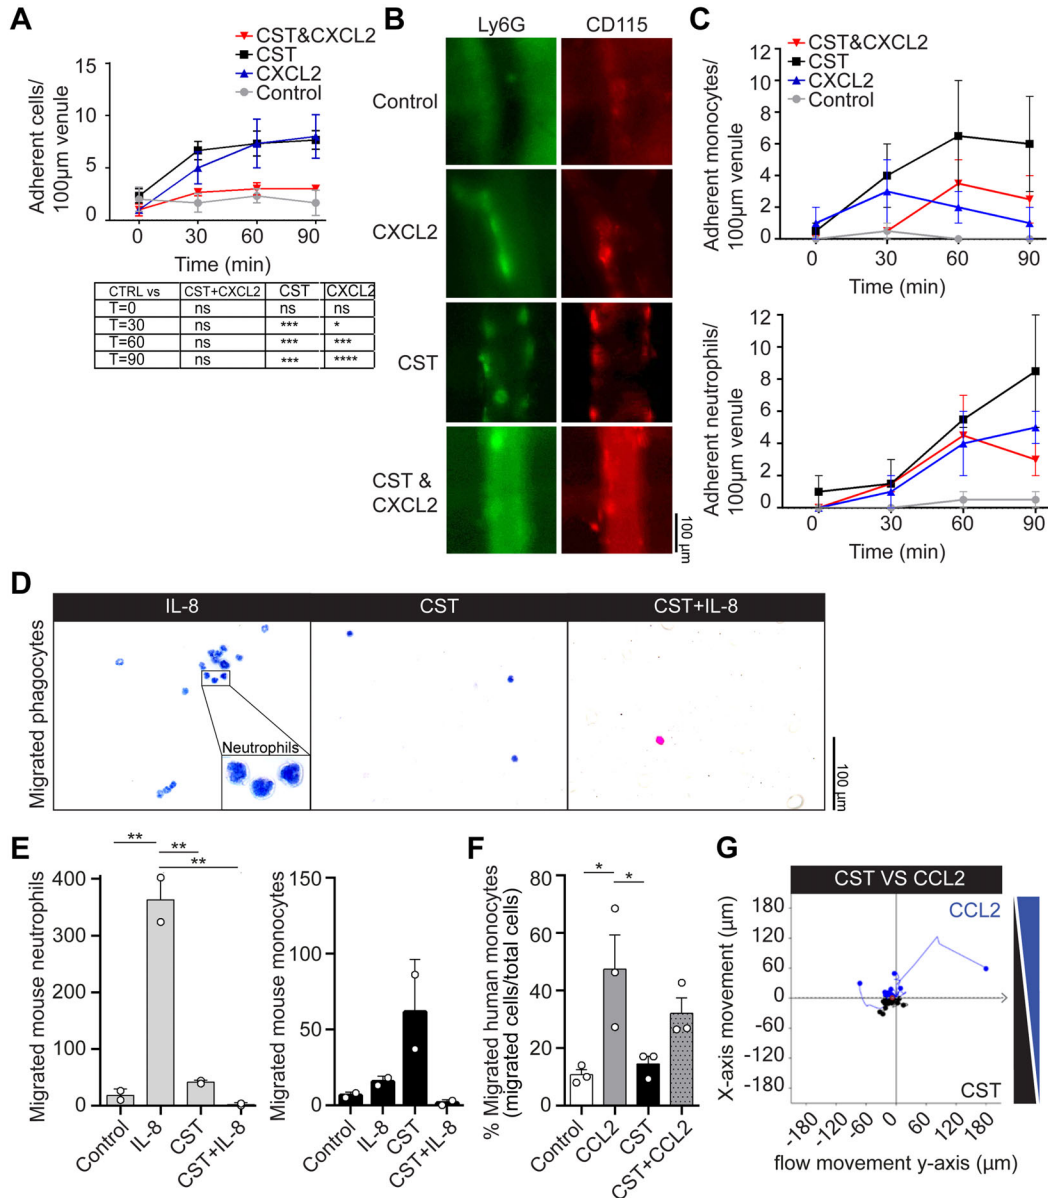 A
CST&CXCL2
CST
CXCL2
Control
15
10
5
0
Adherent cells/
100µm venule
0 30 60 90
Time (min)
CTRL vs CST+CXCL2 CST CXCL2
T=0 ns ns ns
T=30 ns *** *
T=60 ns *** ***
T=90 ns *** ****
B
Ly6G CD115
Control
CXCL2
CST
CST &
CXCL2
100 µm
C
CST&CXCL2
CST
CXCL2
Control
12
10
8
6
4
2
0
Adherent monocytes/
100µm venule
0 30 60 90
Time (min)
12
10
8
6
4
2
0
Adherent neutrophils/
100µm venule
0 30 60 90
Time (min)
D
IL-8 CST CST+IL-8
Migrated phagocytes
Neutrophils
100 µm
E
** ** **
400
300
200
100
0
Migrated mouse neutrophils
Control IL-8 CST CST+IL-8
150
100
50
0
Migrated mouse monocytes
Control IL-8 CST CST+IL-8
F
* *
80
60
40
20
0
% Migrated human monocytes
(migrated cells/total cells)
Control CCL2 CST CST+CCL2
G
CST VS CCL2
CCL2
180
120
60
0
-60
-120
-180
X-axis movement (µm)
CST
-180 -120 -60 0 60 120 180
flow movement y-axis (µm)